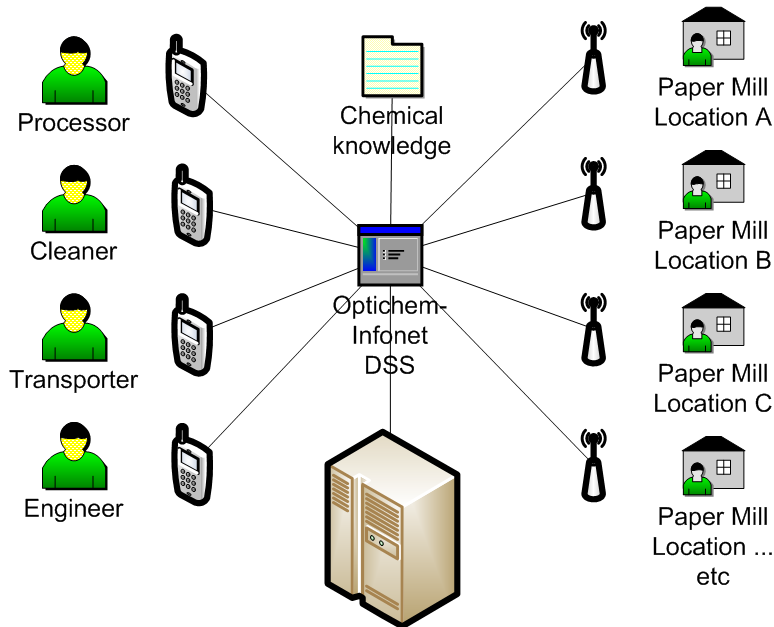 Processor
Cleaner
Transporter
Engineer
Chemical
knowledge
Optichem-
Infonet
DSS
Paper Mill
Location A
Paper Mill
Location B
Paper Mill
Location C
Paper Mill
Location ...
etc